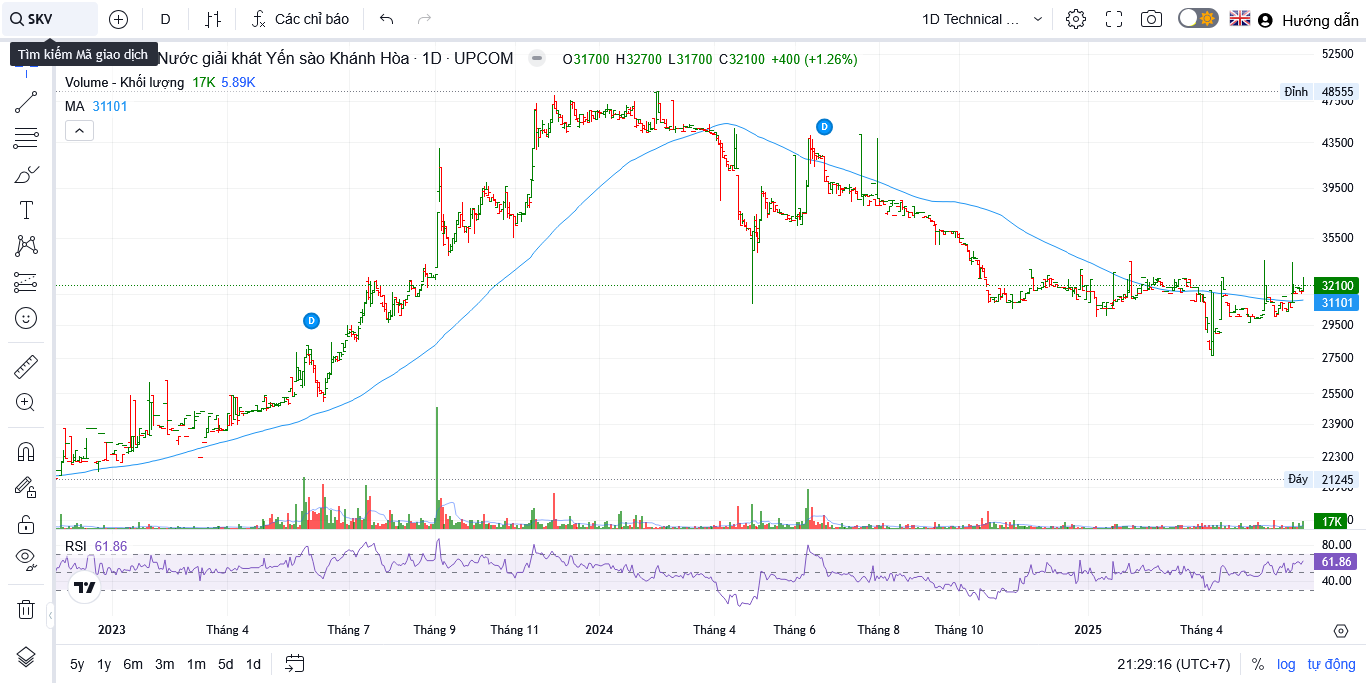 SKV
D
Các chỉ báo
1D Technical ...
Hướng dẫn
Tìm kiếm Mã giao dịch
Nước giải khát Yến sào Khánh Hòa · 1D · UPCOM
O31700 H32700 L31700 C32100 +400 (+1.26%)
Volume - Khối lượng 17K 5.89K
MA 31101
52500
Đỉnh 48555
47500
43500
39500
35500
32100
31101
29500
27500
25500
23900
22300
Đáy 21245
17K
D
D
RSI 61.86
80.00
61.86
40.00
2023
Tháng 4
Tháng 7
Tháng 9
Tháng 11
2024
Tháng 4
Tháng 6
Tháng 8
Tháng 10
2025
Tháng 4
5y 1y 6m 3m 1m 5d 1d
21:29:16 (UTC+7)
% log tự động